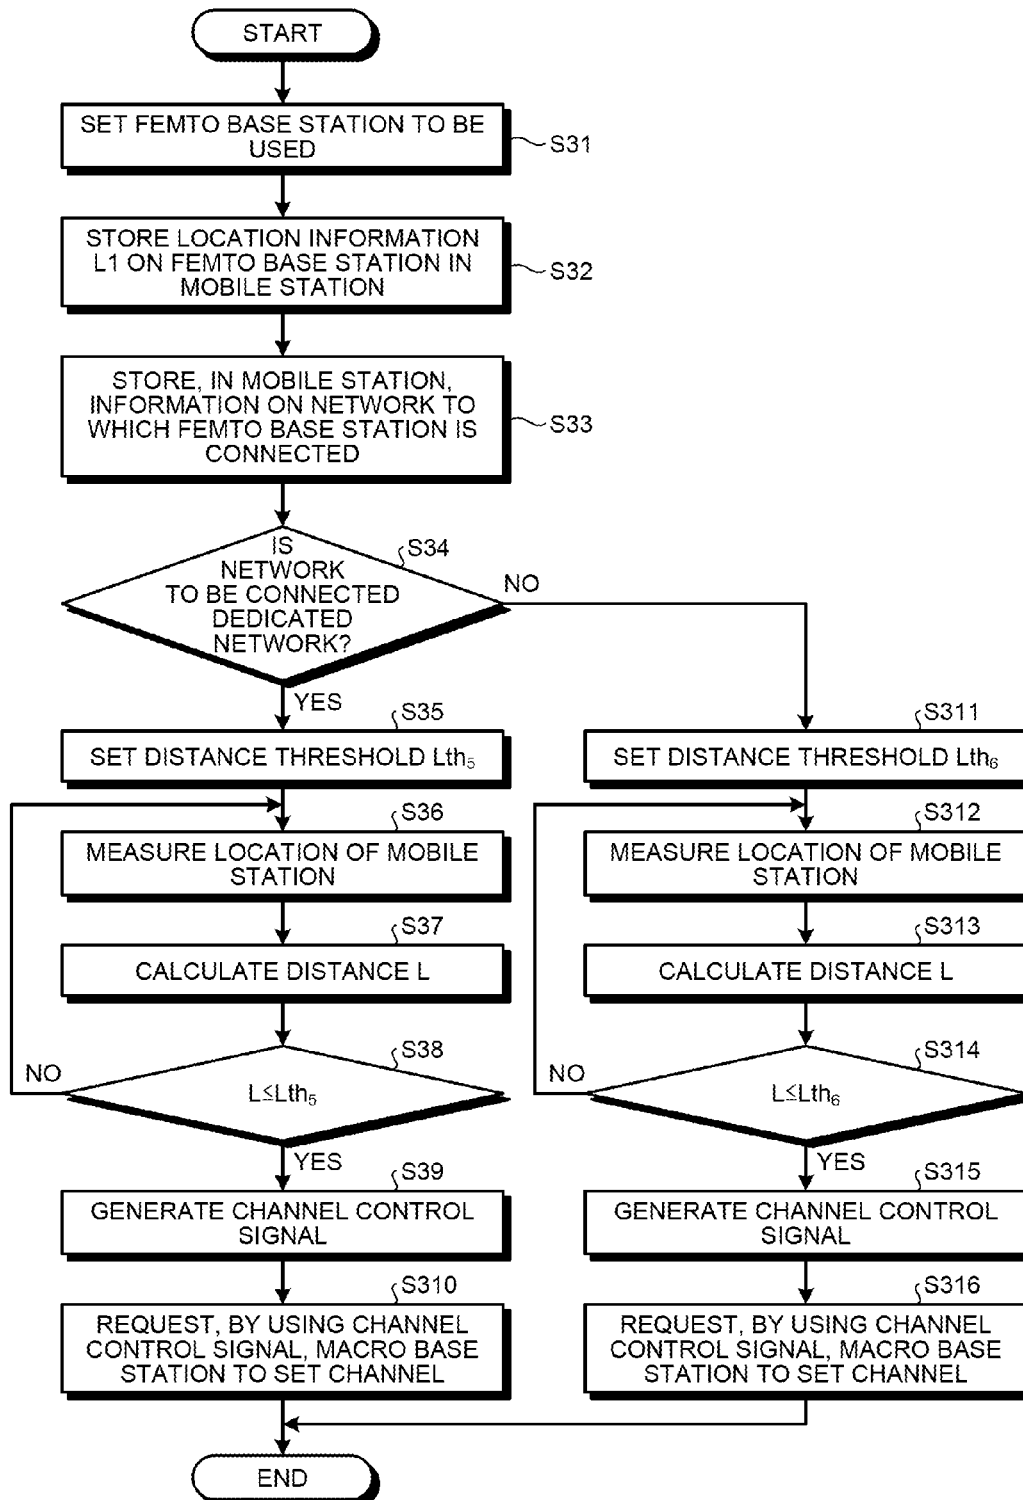 START
SET FEMTO BASE STATION TO BE
USED
S31
STORE LOCATION INFORMATION
L1 ON FEMTO BASE STATION IN
MOBILE STATION
S32
STORE, IN MOBILE STATION,
INFORMATION ON NETWORK TO
WHICH FEMTO BASE STATION IS
CONNECTED
S33
IS
NETWORK
TO BE CONNECTED
DEDICATED
NETWORK?
S34
NO
YES
S35
SET DISTANCE THRESHOLD Lth₅
S36
MEASURE LOCATION OF MOBILE
STATION
S37
CALCULATE DISTANCE L
S38
NO
L≦Lth₅
YES
S39
GENERATE CHANNEL CONTROL
SIGNAL
S310
REQUEST, BY USING CHANNEL
CONTROL SIGNAL, MACRO BASE
STATION TO SET CHANNEL
S311
SET DISTANCE THRESHOLD Lth₆
S312
MEASURE LOCATION OF MOBILE
STATION
S313
CALCULATE DISTANCE L
S314
NO
L≦Lth₆
YES
S315
GENERATE CHANNEL CONTROL
SIGNAL
S316
REQUEST, BY USING CHANNEL
CONTROL SIGNAL, MACRO BASE
STATION TO SET CHANNEL
END